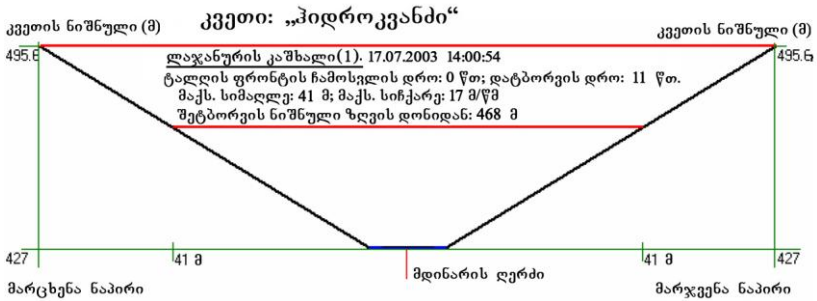 კვეთი: „ჰიდროკვანძი“
კვეთის ნიშნული (მ)
კვეთის ნიშნული (მ)
495.6
495.6
ლაჯანურის კაშხალი(1). 17.07.2003 14:00:54
ტალღის ფრონტის ჩამოსვლის დრო: 0 წთ; დატბორვის დრო: 11 წთ.
მაქს. სიმაღლე: 41 მ; მაქს. სიჩქარე: 17 მ/წმ
შეტბორვის ნიშნული ზღვის დონიდან: 468 მ
427
41 მ
41 მ
427
მდინარის ღერძი
მარცხენა ნაპირი
მარჯვენა ნაპირი